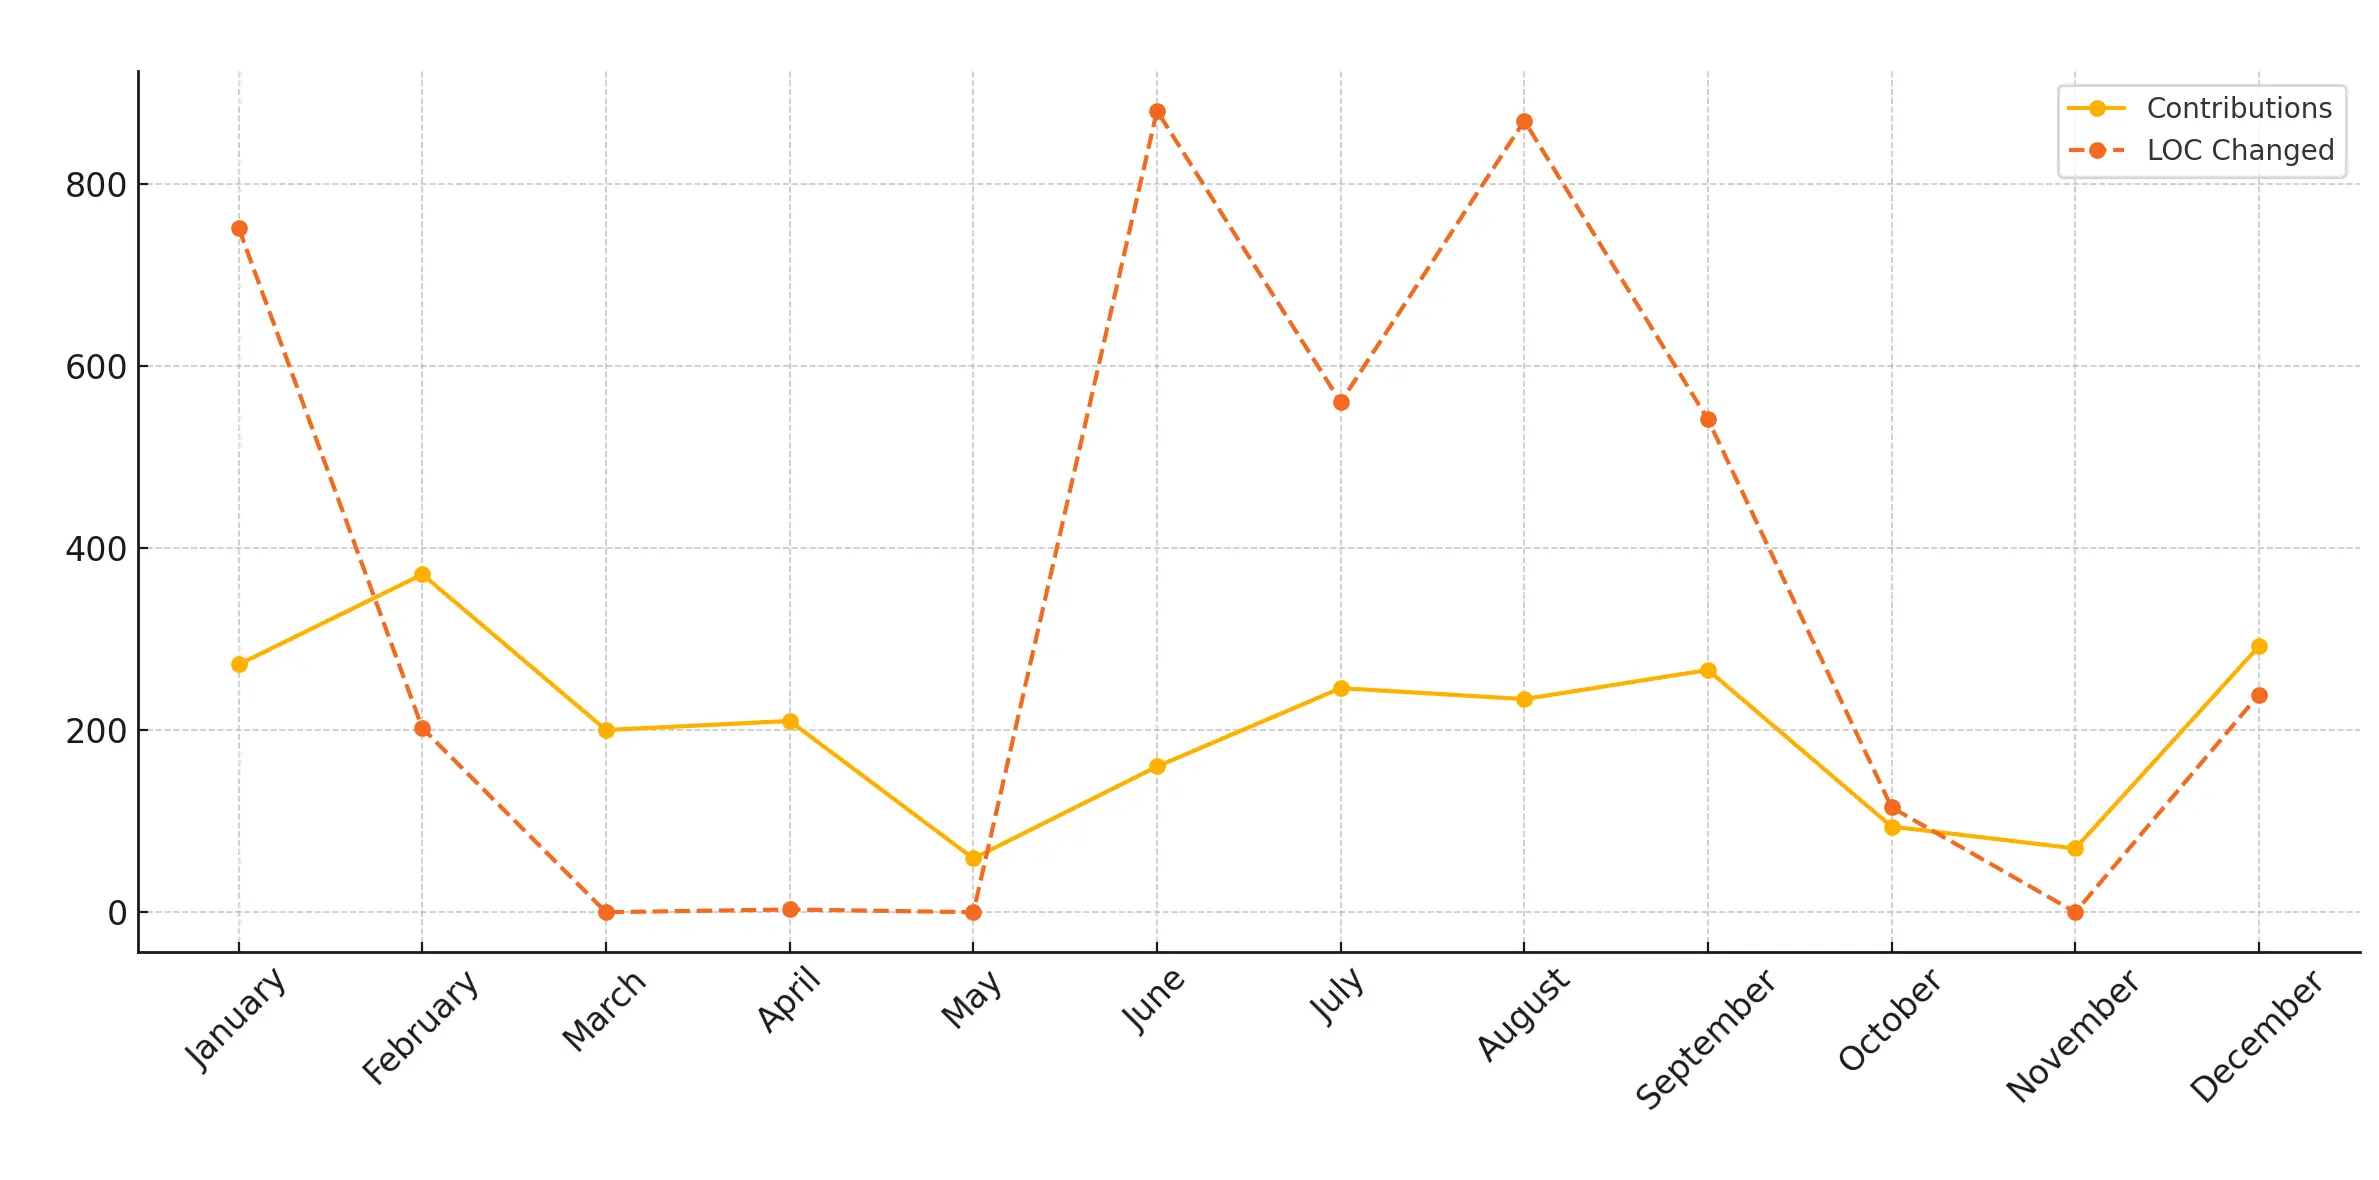 Contributions
LOC Changed
800
600
400
200
0
January
February
March
April
May
June
July
August
September
October
November
December